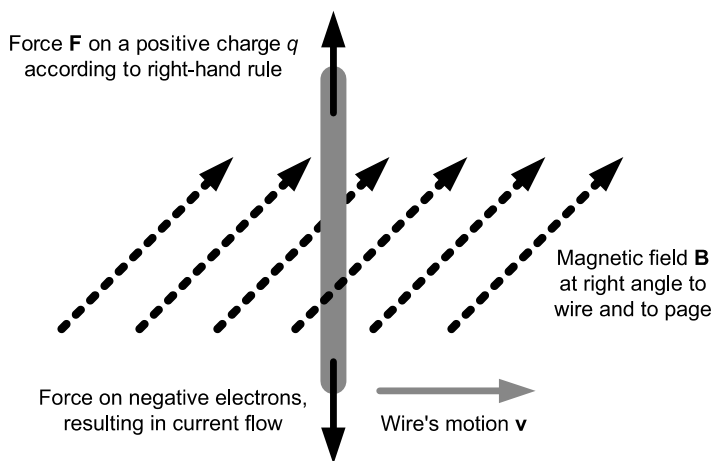 Force F on a positive charge q
according to right-hand rule
Magnetic field B
at right angle to
wire and to page
Force on negative electrons,
resulting in current flow
Wire's motion v